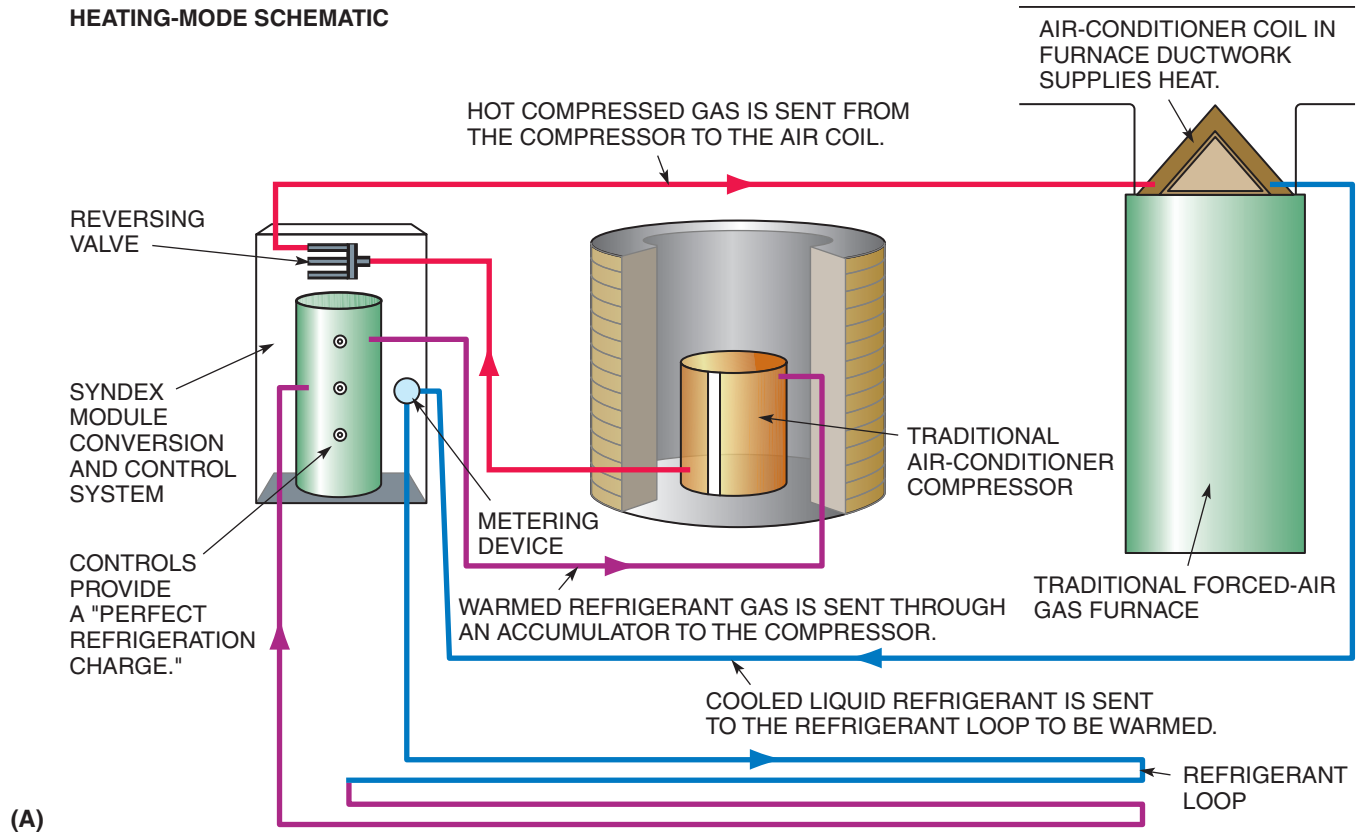 HEATING-MODE SCHEMATIC
AIR-CONDITIONER COIL IN
FURNACE DUCTWORK
SUPPLIES HEAT.
HOT COMPRESSED GAS IS SENT FROM
THE COMPRESSOR TO THE AIR COIL.
REVERSING
VALVE
SYNDEX
MODULE
CONVERSION
AND CONTROL
SYSTEM
TRADITIONAL
AIR-CONDITIONER
COMPRESSOR
METERING
DEVICE
CONTROLS
PROVIDE
A "PERFECT
REFRIGERATION
CHARGE."
TRADITIONAL FORCED-AIR
GAS FURNACE
WARMED REFRIGERANT GAS IS SENT THROUGH
AN ACCUMULATOR TO THE COMPRESSOR.
COOLED LIQUID REFRIGERANT IS SENT
TO THE REFRIGERANT LOOP TO BE WARMED.
REFRIGERANT
LOOP
(A)